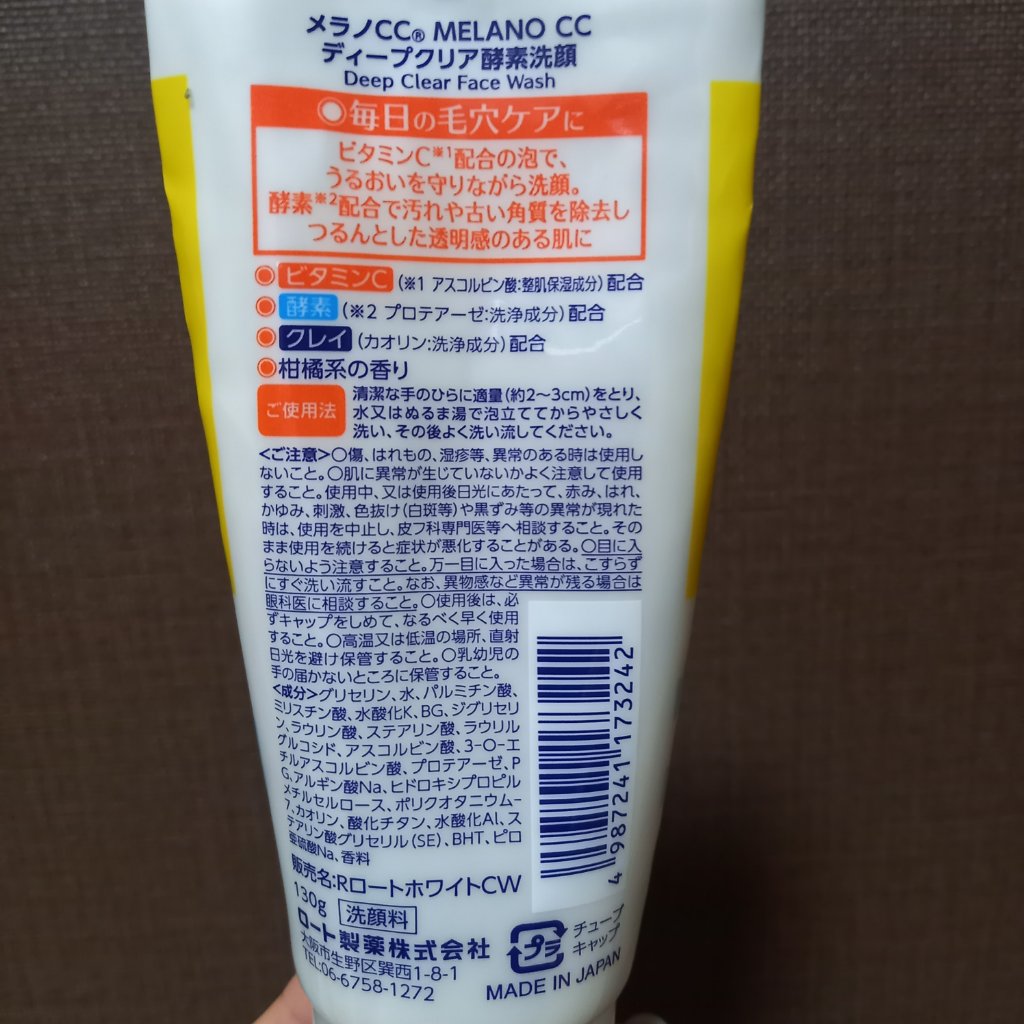 メラノCC® MELANO CC
ディープクリア酵素洗顔
Deep Clear Face Wash
毎日の毛穴ケアに
ビタミンC※1配合の泡で、
うるおいを守りながら洗顔。
酵素※2配合で汚れや古い角質を除去し
つるんとした透明感のある肌に
ビタミンC (※1 アスコルビン酸:整肌保湿成分) 配合
酵素 (※2 プロテアーゼ:洗浄成分) 配合
クレイ (カオリン:洗浄成分) 配合
柑橘系の香り
ご使用法
清潔な手のひらに適量(約2〜3cm)をとり、
水又はぬるま湯で泡立ててからやさしく
洗い、その後よく洗い流してください。
<ご注意>○傷、はれもの、湿疹等、異常のある時は使用し
ないこと。○肌に異常が生じていないかよく注意して使用
すること。使用中、又は使用後日光にあたって、赤み、はれ、
かゆみ、刺激、色抜け(白斑等)や黒ずみ等の異常が現れた
時は、使用を中止し、皮フ科専門医等へ相談すること。その
まま使用を続けると症状が悪化することがある。○目に入
らないよう注意すること。万一目に入った場合は、こすらず
にすぐ洗い流すこと。なお、異物感など異常が残る場合は
眼科医に相談すること。○使用後は、必
ずキャップをしめて、なるべく早く使用
すること。○高温又は低温の場所、直射
日光を避け保管すること。○乳幼児の
手の届かないところに保管すること。
<成分>グリセリン、水、パルミチン酸、
ミリスチン酸、水酸化K、BG、ジグリセリ
ン、ラウリン酸、ステアリン酸、ラウリル
グルコシド、アスコルビン酸、3-O-エ
チルアスコルビン酸、プロテアーゼ、P
G、アルギン酸Na、ヒドロキシプロピル
メチルセルロース、ポリクオタニウム-
7、カオリン、酸化チタン、水酸化Al、ス
テアリン酸グリセリル(SE)、BHT、ピロ
亜硫酸Na、香料
販売名:RロートホワイトCW
130g 洗顔料
ロート製薬株式会社
大阪市生野区巽西1-8-1
TEL:06-6758-1272
4 987241 173242
プラ
チューブ
キャップ
MADE IN JAPAN